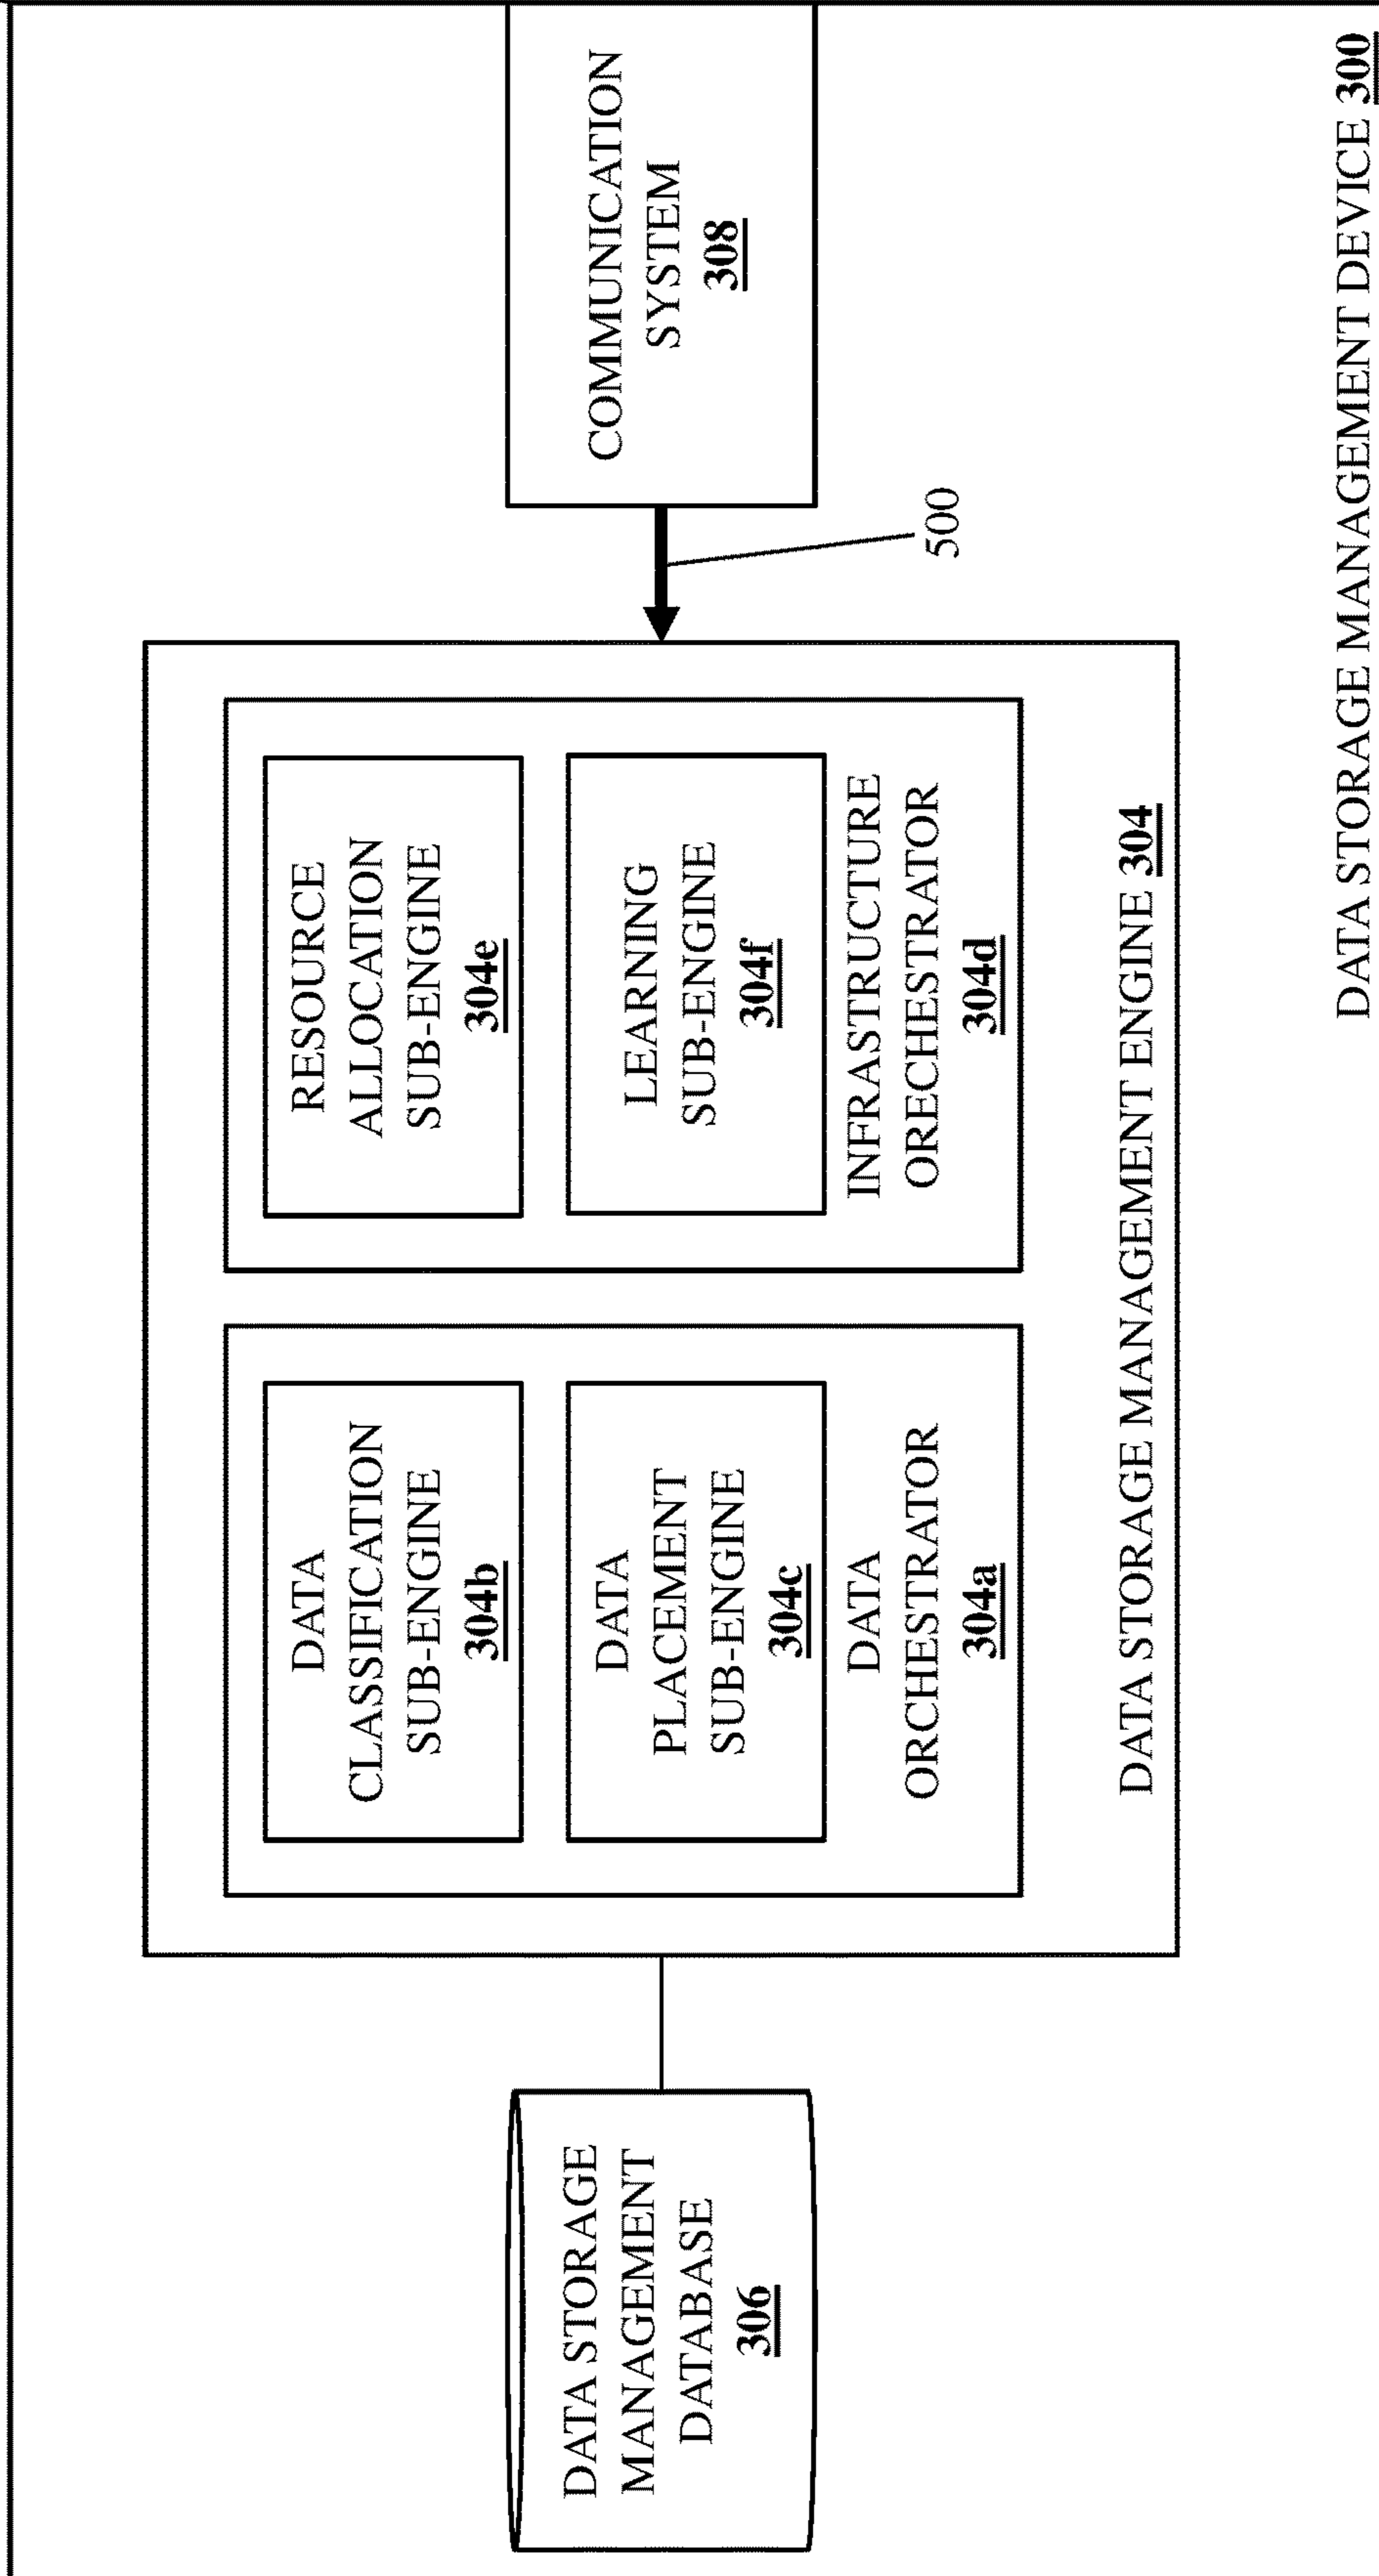 DATA STORAGE
MANAGEMENT
DATABASE
306
DATA
CLASSIFICATION
SUB-ENGINE
304b
DATA
PLACEMENT
SUB-ENGINE
304c
DATA
ORCHESTRATOR
304a
RESOURCE
ALLOCATION
SUB-ENGINE
304e
LEARNING
SUB-ENGINE
304f
INFRASTRUCTURE
ORECHESTRATOR
304d
DATA STORAGE MANAGEMENT ENGINE 304
500
COMMUNICATION
SYSTEM
308
DATA STORAGE MANAGEMENT DEVICE 300